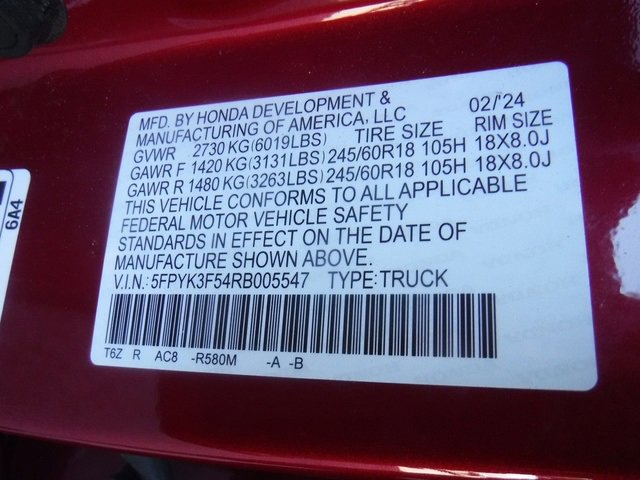 MFD. BY HONDA DEVELOPMENT & 02/'24
MANUFACTURING OF AMERICA, LLC
GVWR 2730 KG(6019LBS) TIRE SIZE RIM SIZE
GAWR F 1420 KG(3131LBS) 245/60R18 105H 18X8.0J
GAWR R 1480 KG(3263LBS) 245/60R18 105H 18X8.0J
THIS VEHICLE CONFORMS TO ALL APPLICABLE
FEDERAL MOTOR VEHICLE SAFETY
STANDARDS IN EFFECT ON THE DATE OF
MANUFACTURE SHOWN ABOVE.
V.I.N.: 5FPYK3F54RB005547 TYPE:TRUCK
T6Z R AC8 -R580M -A -B
6A4